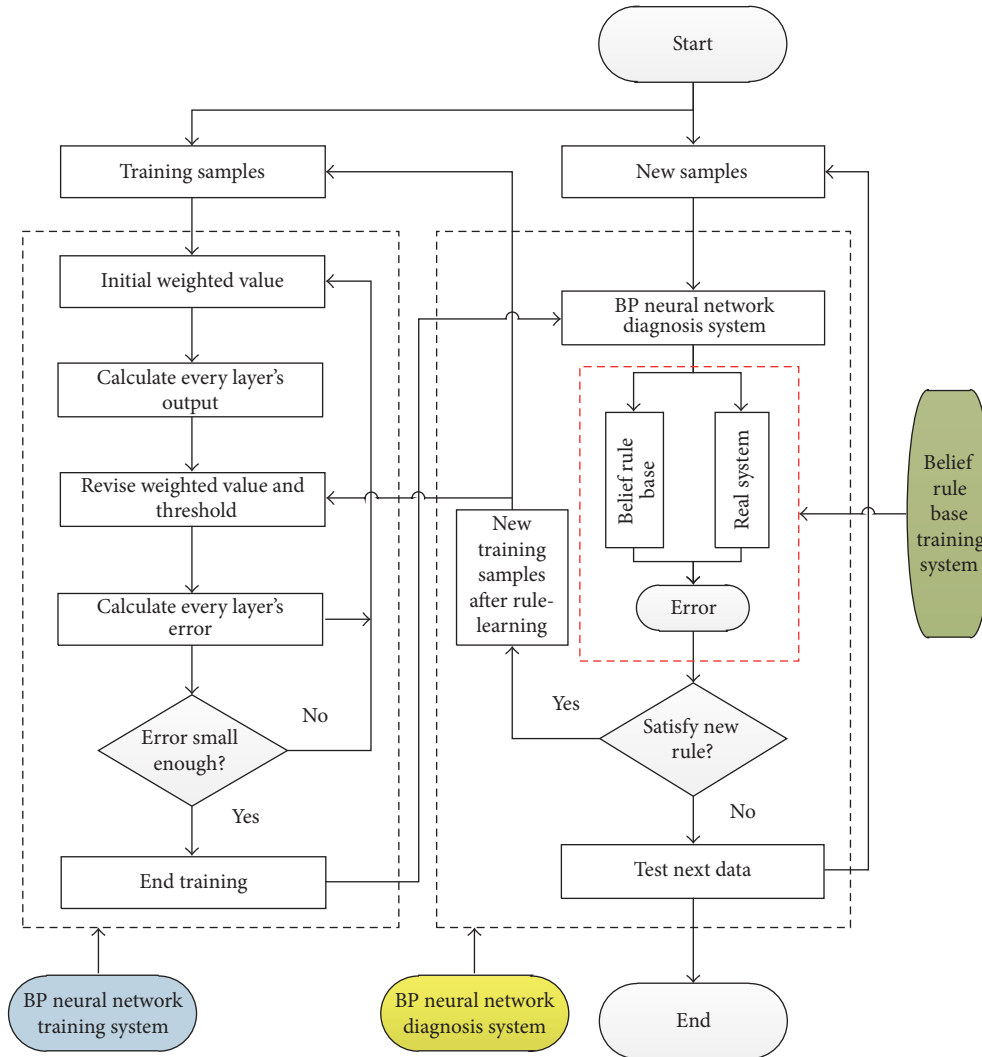 Start
Training samples
New samples
Initial weighted value
BP neural network
diagnosis system
Calculate every layer's
output
Belief rule
base
Real system
Belief
rule
base
training
system
Revise weighted value and
threshold
New
training
samples
after rule-
learning
Calculate every layer's
error
Error
No
Yes
Error small
enough?
Satisfy new
rule?
Yes
No
End training
Test next data
BP neural network
training system
BP neural network
diagnosis system
End